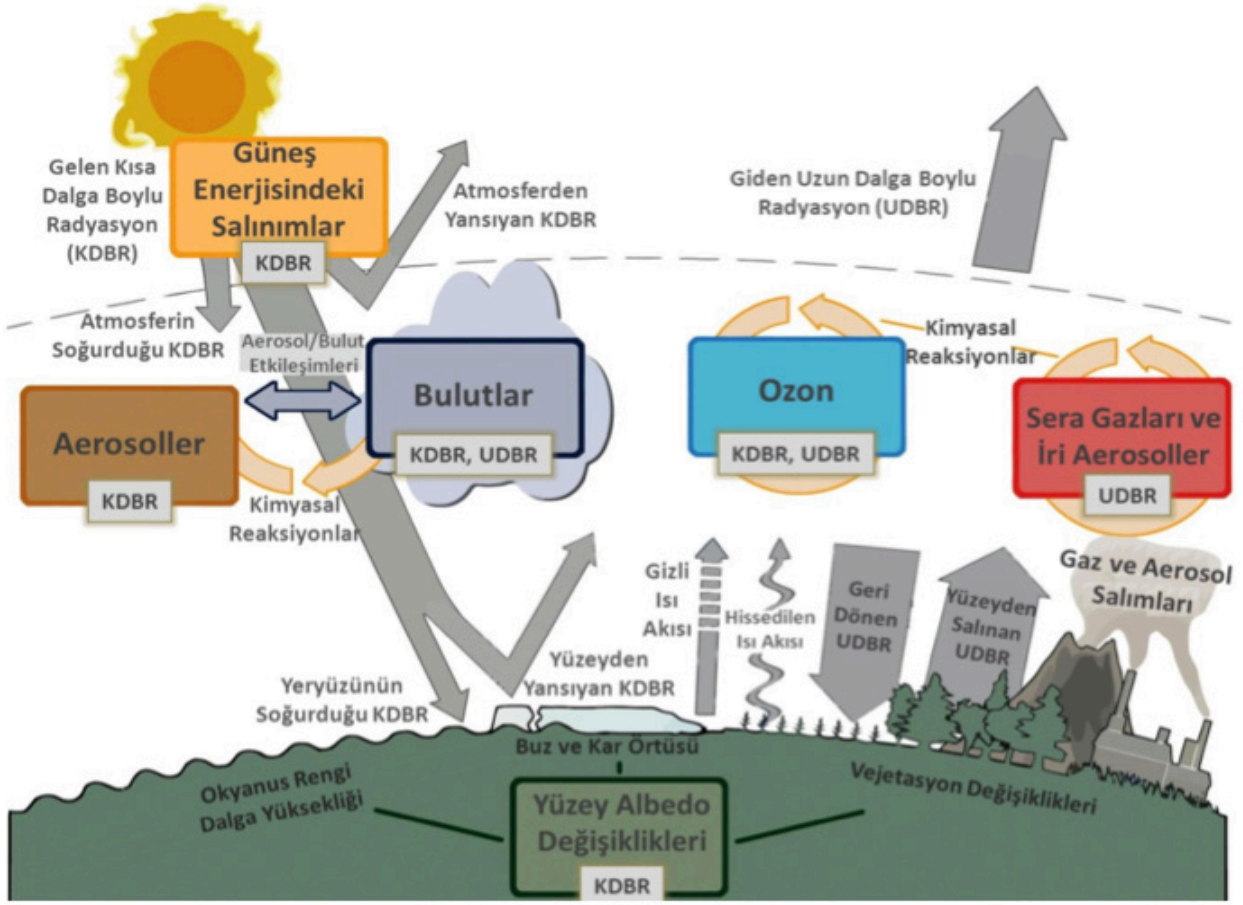 Güneş
Enerjisindeki
Salınımlar
KDBR
Gelen Kısa
Dalga Boylu
Radyasyon
(KDBR)
Atmosferden
Yansıyan KDBR
Giden Uzun Dalga Boylu
Radyasyon (UDBR)
Atmosferin
Soğurduğu KDBR
Aerosol/Bulut
Etkileşimleri
Bulutlar
KDBR, UDBR
Aerosoller
KDBR
Kimyasal
Reaksiyonlar
Ozon
KDBR, UDBR
Kimyasal
Reaksiyonlar
Sera Gazları ve
İri Aerosoller
UDBR
Gaz ve Aerosol
Salımları
Gizli
Isı
Akısı
Hissedilen
Isı Akısı
Geri
Dönen
UDBR
Yüzeyden
Salınan
UDBR
Yüzeyden
Yansıyan KDBR
Yeryüzünün
Soğurduğu KDBR
Buz ve Kar Örtüsü
Okyanus Rengi
Dalga Yüksekliği
Vejetasyon Değişiklikleri
Yüzey Albedo
Değişiklikleri
KDBR